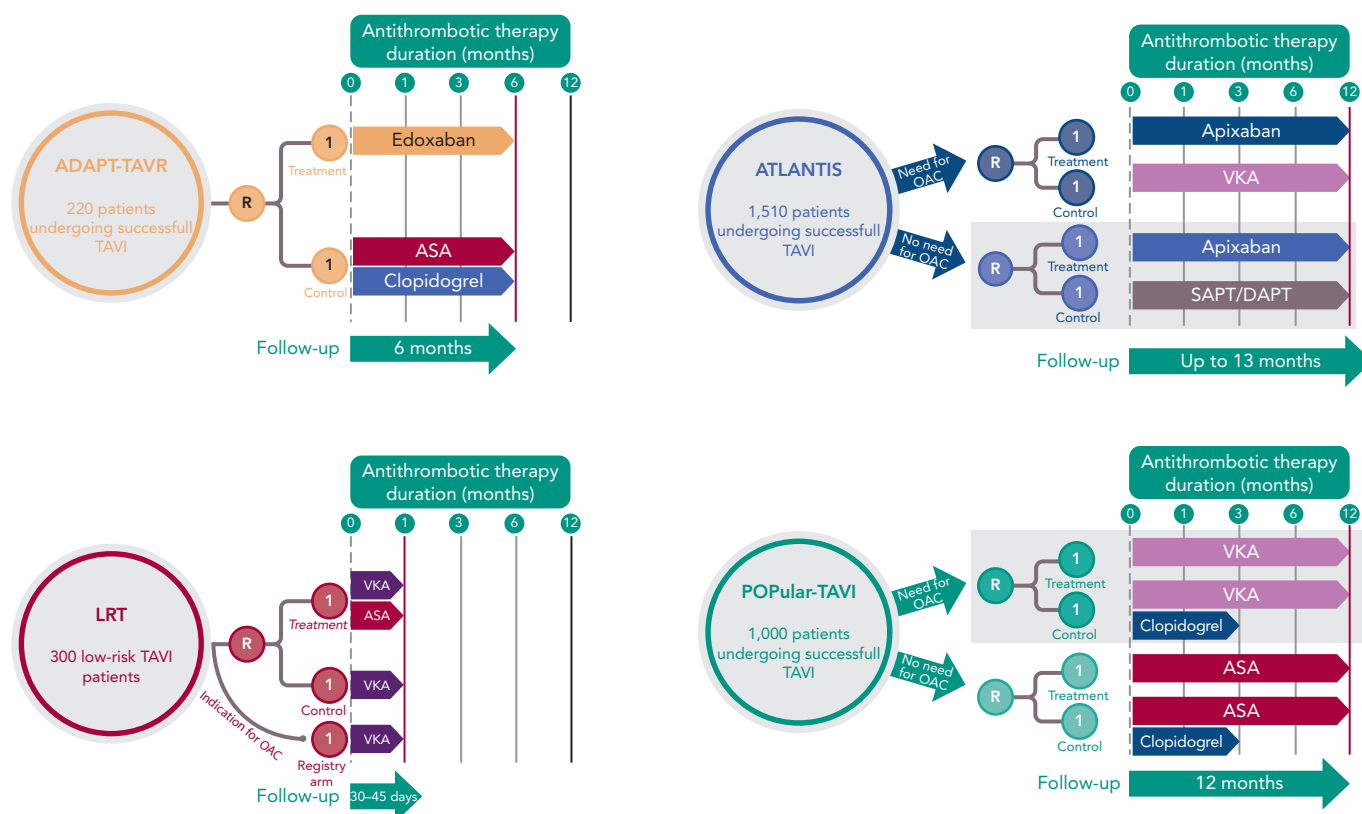 Antithrombotic therapy
duration (months)
0 1 3 6 12
ADAPT-TAVR
220 patients
undergoing successfull
TAVI
R
1
Treatment
Edoxaban
1
Control
ASA
Clopidogrel
Follow-up
6 months
Antithrombotic therapy
duration (months)
0 1 3 6 12
ATLANTIS
1,510 patients
undergoing successfull
TAVI
Need for
OAC
R
1
Treatment
1
Control
Apixaban
VKA
No need
for OAC
R
1
Treatment
1
Control
Apixaban
SAPT/DAPT
Follow-up
Up to 13 months
Antithrombotic therapy
duration (months)
0 1 3 6 12
LRT
300 low-risk TAVI
patients
R
1
Treatment
VKA
ASA
1
Control
VKA
Indication for OAC
1
Registry
arm
VKA
Follow-up
30–45 days
Antithrombotic therapy
duration (months)
0 1 3 6 12
POPular-TAVI
1,000 patients
undergoing successfull
TAVI
Need for
OAC
R
1
Treatment
1
Control
VKA
VKA
Clopidogrel
No need
for OAC
R
1
Treatment
1
Control
ASA
ASA
Clopidogrel
Follow-up
12 months